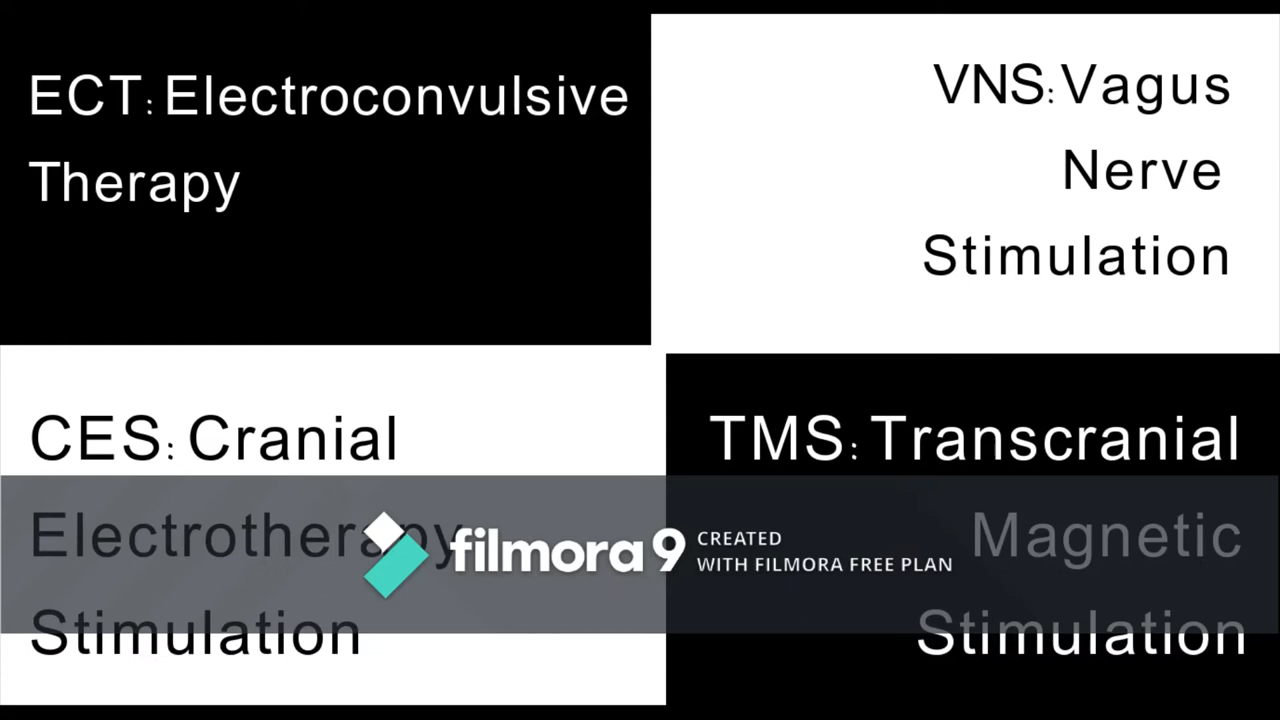 ECT: Electroconvulsive
Therapy
VNS: Vagus
Nerve
Stimulation
CES: Cranial
Electrotherapy
Stimulation
TMS: Transcranial
Magnetic
Stimulation
filmora9
CREATED
WITH FILMORA FREE PLAN